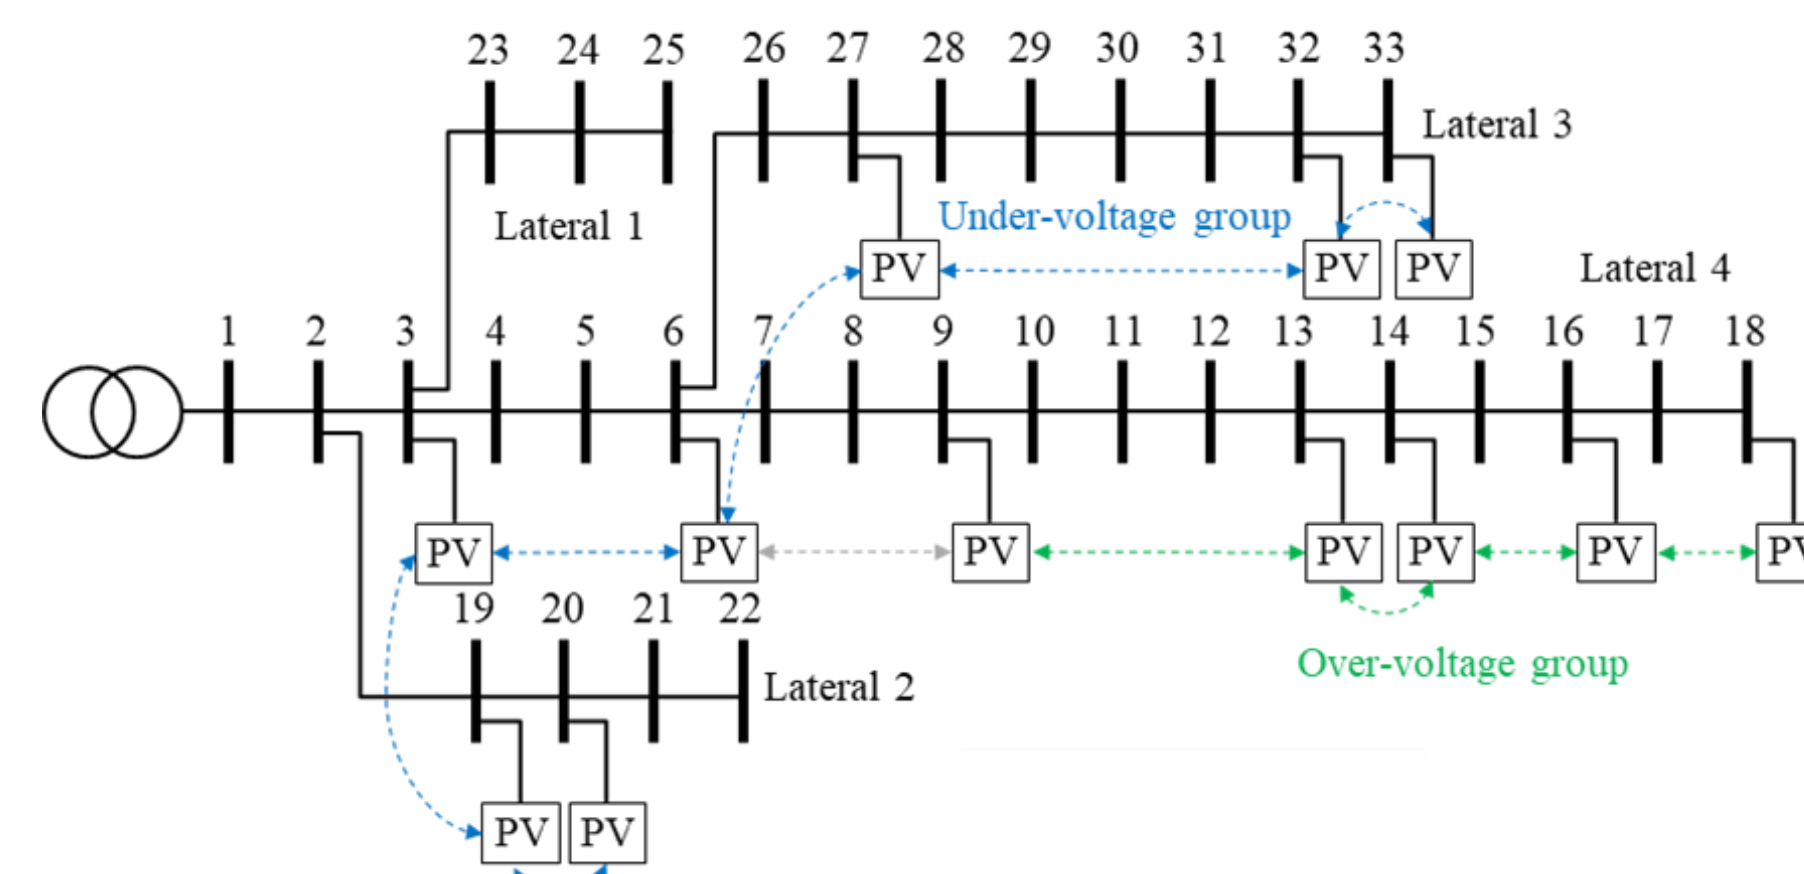 23 24 25 26 27 28 29 30 31 32 33
Lateral 3
Lateral 1
Under-voltage group
PV PV PV
Lateral 4
1 2 3 4 5 6 7 8 9 10 11 12 13 14 15 16 17 18
PV PV PV PV PV PV PV
19 20 21 22
Over-voltage group
Lateral 2
PV PV